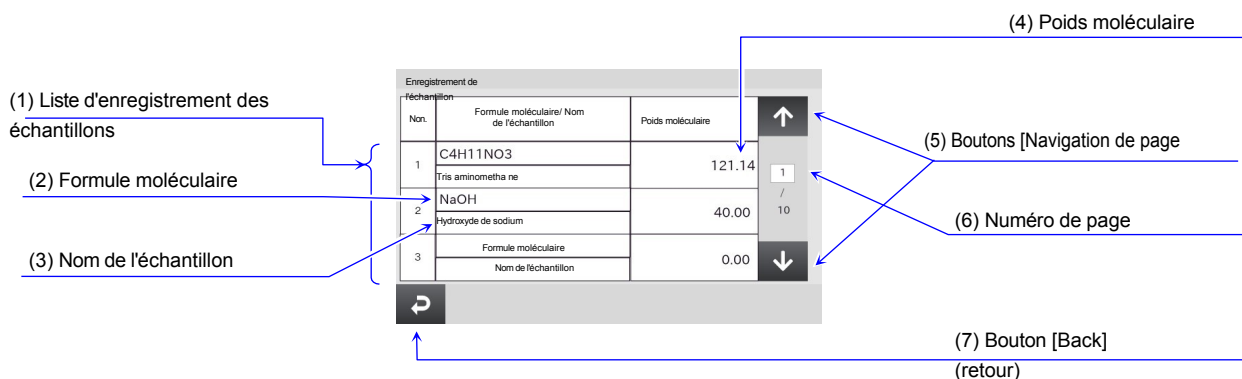 (4) Poids moléculaire
Enregistrement de
l'échantillon
(1) Liste d'enregistrement des
échantillons
Non.
Formule moléculaire/ Nom
de l'échantillon
Poids moléculaire
(5) Boutons [Navigation de page
1
C4H11NO3
121.14
Tris aminometha ne
1
/
10
(2) Formule moléculaire
2
NaOH
40.00
Hydroxyde de sodium
(6) Numéro de page
(3) Nom de l'échantillon
3
Formule moléculaire
0.00
Nom de l'échantillon
(7) Bouton [Back]
(retour)